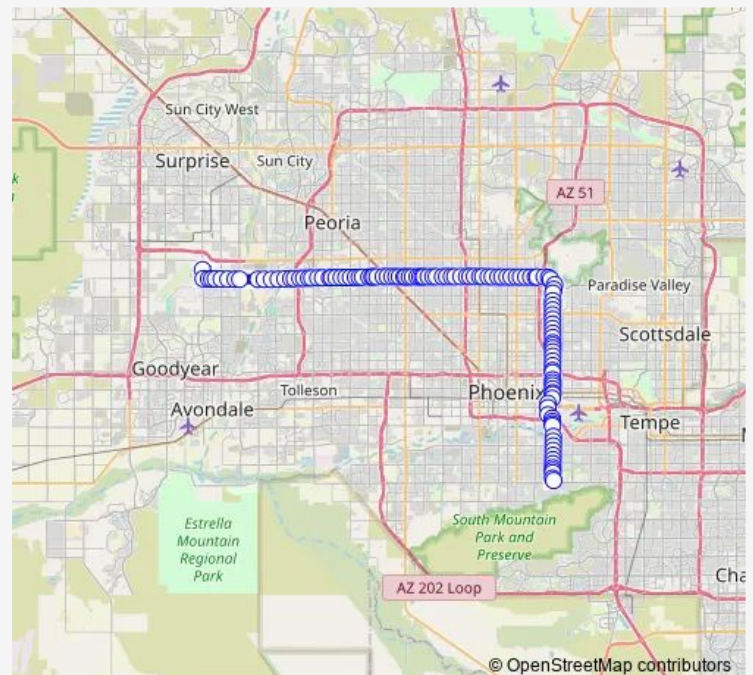 Sun City West
Surprise
Sun City
AZ 51
Peoria
Paradise Valley
Scottsdale
Goodyear
Tolleson
Phoenix
Avondale
Tempe
Estrella
Mountain
Regional
Park
South Mountain
Park and
Preserve
Cha
AZ 202 Loop
© OpenStreetMap contributors